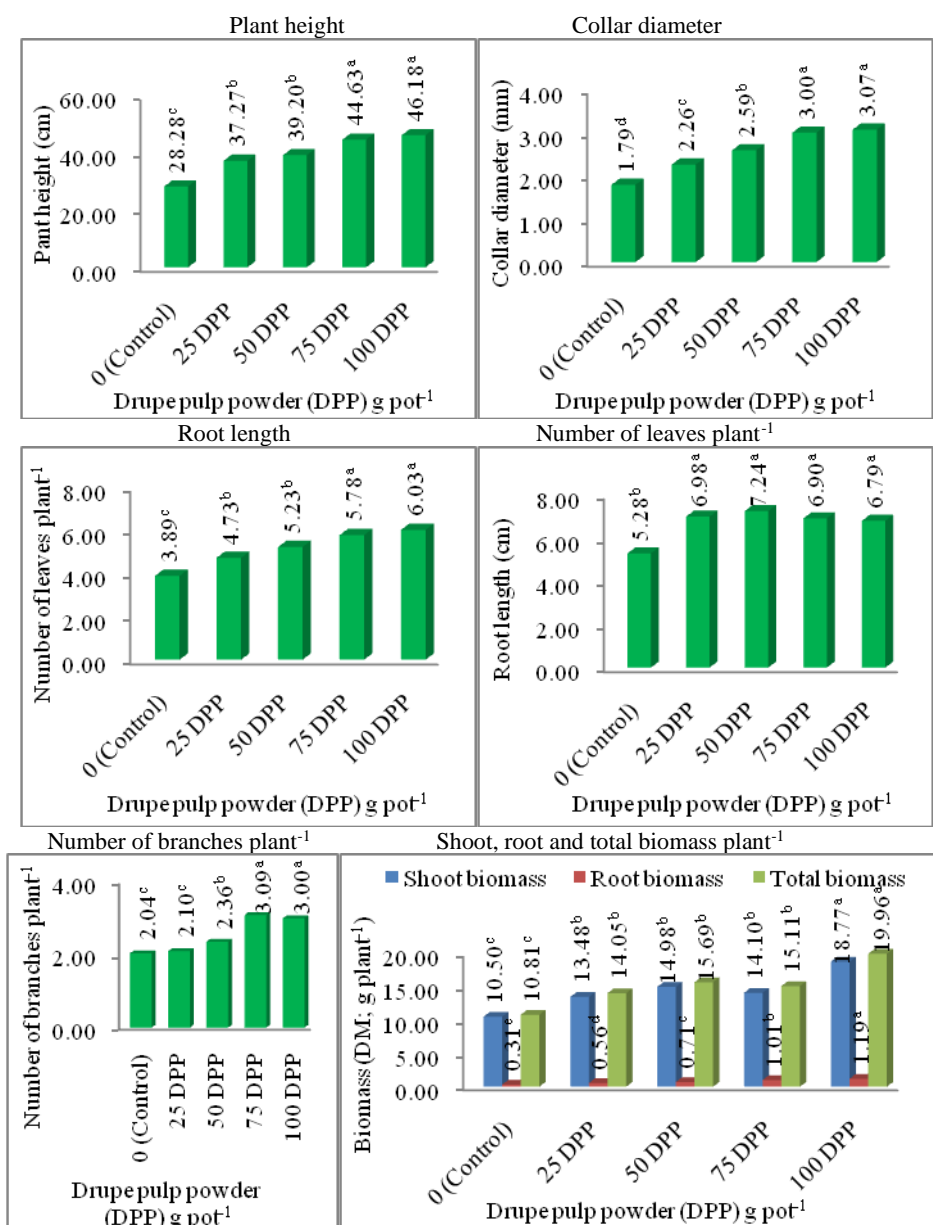 Plant height
Pant height (cm)
60.00
40.00
20.00
0.00
28.28ᶜ
37.27ᵇ
39.20ᵇ
44.63ᵃ
46.18ᵃ
0 (Control)
25 DPP
50 DPP
75 DPP
100 DPP
Drupe pulp powder (DPP) g pot⁻¹
Collar diameter
Collar diameter (mm)
4.00
3.00
2.00
1.00
0.00
1.79ᵈ
2.26ᶜ
2.59ᵇ
3.00ᵃ
3.07ᵃ
0 (Control)
25 DPP
50 DPP
75 DPP
100 DPP
Drupe pulp powder (DPP) g pot⁻¹
Root length
Number of leaves plant⁻¹
8.00
6.00
4.00
2.00
0.00
3.89ᶜ
4.73ᵇ
5.23ᵇ
5.78ᵃ
6.03ᵃ
0 (Control)
25 DPP
50 DPP
75 DPP
100 DPP
Drupe pulp powder (DPP) g pot⁻¹
Number of leaves plant⁻¹
Root length (cm)
8.00
6.00
4.00
2.00
0.00
5.28ᵇ
6.98ᵃ
7.24ᵃ
6.90ᵃ
6.79ᵃ
0 (Control)
25 DPP
50 DPP
75 DPP
100 DPP
Drupe pulp powder (DPP) g pot⁻¹
Number of branches plant⁻¹
Number of branches plant⁻¹
4.00
2.00
0.00
2.04ᶜ
2.10ᶜ
2.36ᵇ
3.09ᵃ
3.00ᵃ
0 (Control)
25 DPP
50 DPP
75 DPP
100 DPP
Drupe pulp powder
(DPP) g pot⁻¹
Shoot, root and total biomass plant⁻¹
Shoot biomass
Root biomass
Total biomass
Biomass (DM; g plant⁻¹)
20.00
15.00
10.00
5.00
0.00
10.50ᶜ
0.31ᵉ
10.81ᶜ
13.48ᵇ
0.56ᵈ
14.05ᵇ
14.98ᵇ
0.71ᶜ
15.69ᵇ
14.10ᵇ
1.01ᵇ
15.11ᵇ
18.77ᵃ
1.19ᵃ
19.96ᵃ
0 (Control)
25 DPP
50 DPP
75 DPP
100 DPP
Drupe pulp powder (DPP) g pot⁻¹